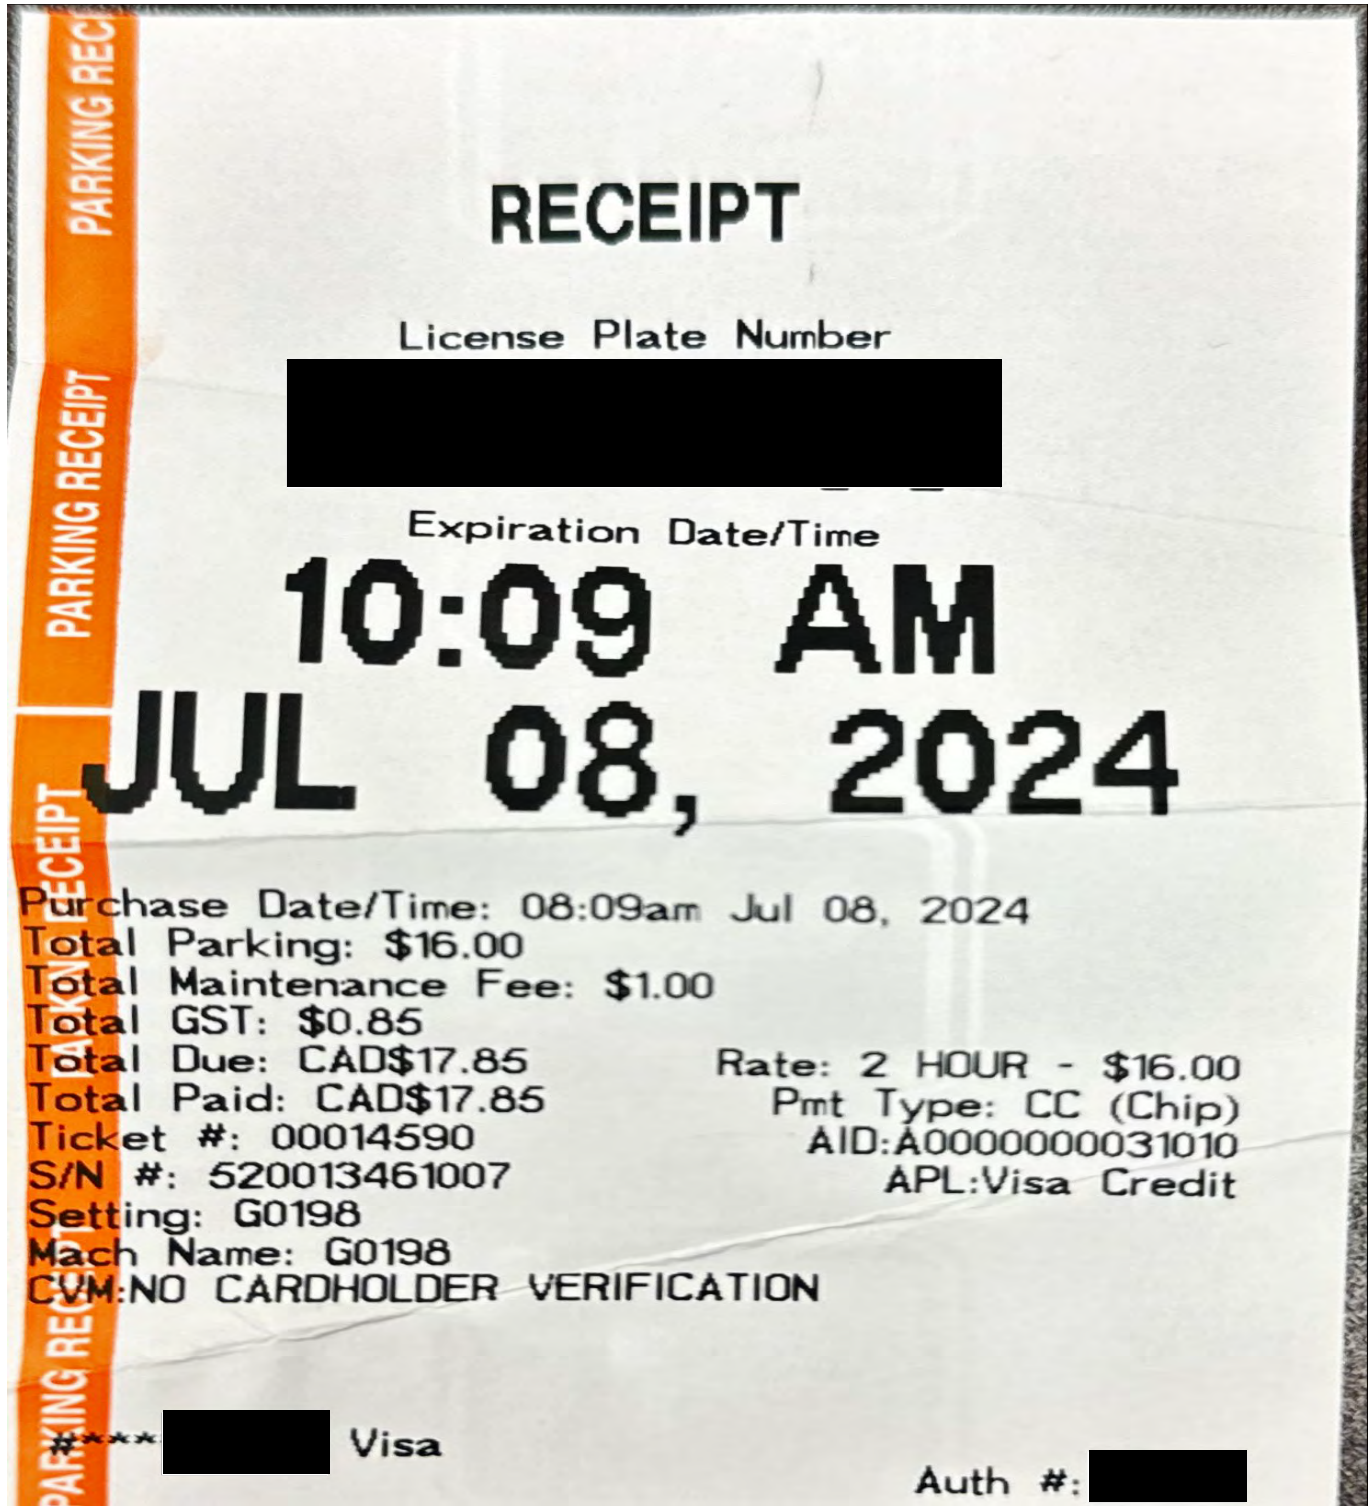 PARKING REC
PARKING RECEIPT
PARKING RECEIPT
PARKING RECEIPT
RECEIPT
License Plate Number
Expiration Date/Time
10:09 AM
JUL 08, 2024
Purchase Date/Time: 08:09am Jul 08, 2024
Total Parking: $16.00
Total Maintenance Fee: $1.00
Total GST: $0.85
Total Due: CAD$17.85
Rate: 2 HOUR - $16.00
Total Paid: CAD$17.85
Pmt Type: CC (Chip)
Ticket #: 00014590
AID:A0000000031010
S/N #: 520013461007
APL:Visa Credit
Setting: G0198
Mach Name: G0198
CVM:NO CARDHOLDER VERIFICATION
#**** Visa
Auth #: